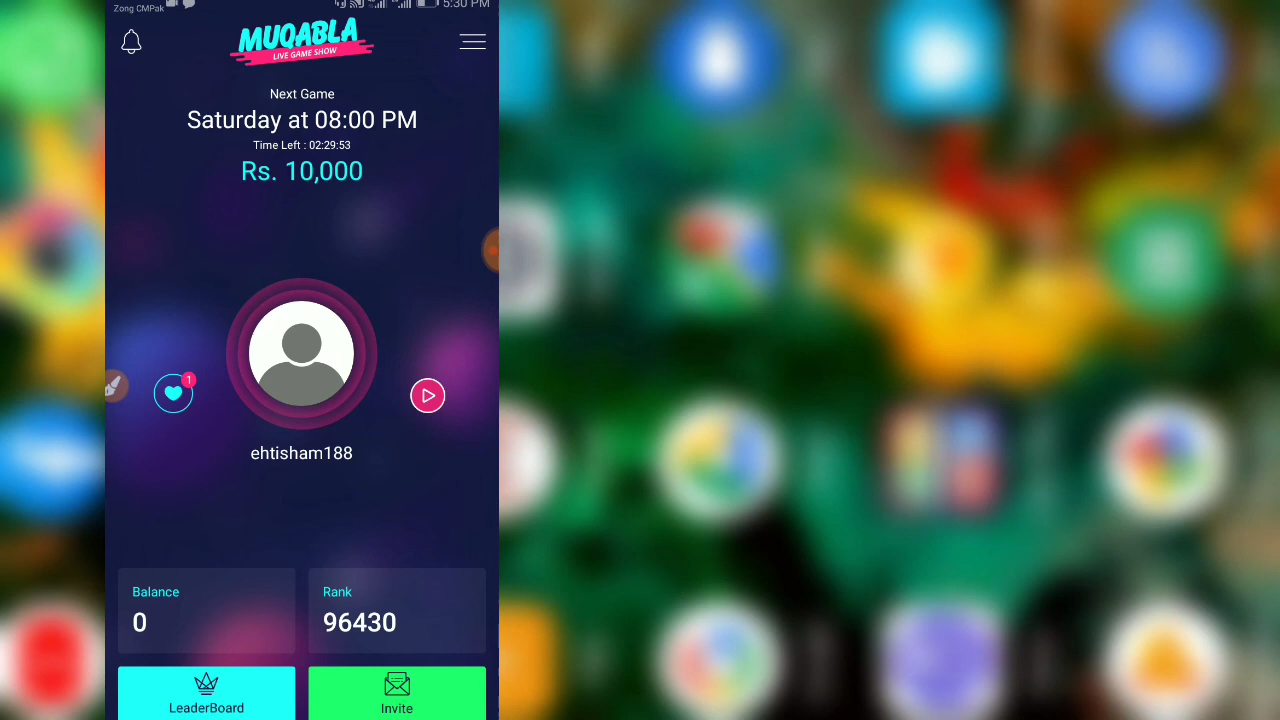 Zong CMPak
5:30 PM
MUQABLA
LIVE GAME SHOW
Next Game
Saturday at 08:00 PM
Time Left : 02:29:53
Rs. 10,000
1
ehtisham188
Balance
Rank
0
96430
LeaderBoard
Invite